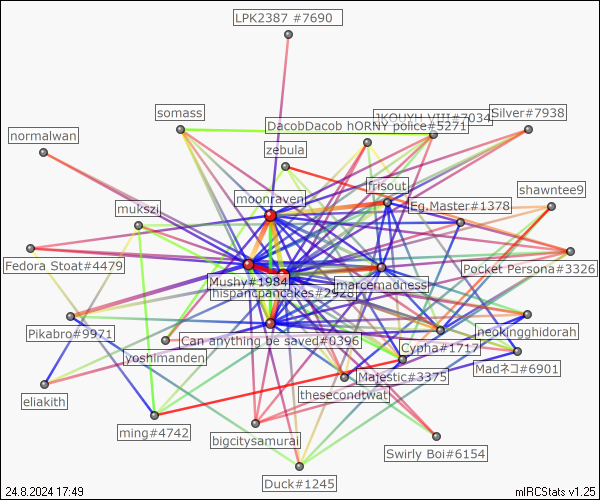 LPK2387 #7690
somass
JKOUYH VIII#7034
Silver#7938
DacobDacob hORNY police#5271
normalwan
zebula
frisout
shawntee9
moonraven
Eg.Master#1378
mukszi
Fedora Stoat#4479
Pocket Persona#3326
Mushy#1984
marcemadness
hispancpancakes#2928
Pikabro#9971
Can anything be saved#0396
neokingghidorah
yoshimanden
Cypha#1717
Majestic#3375
Madネコ#6901
eliakith
thesecondtwat
ming#4742
bigcitysamurai
Swirly Boi#6154
Duck#1245
24.8.2024 17:49
mIRCStats v1.25